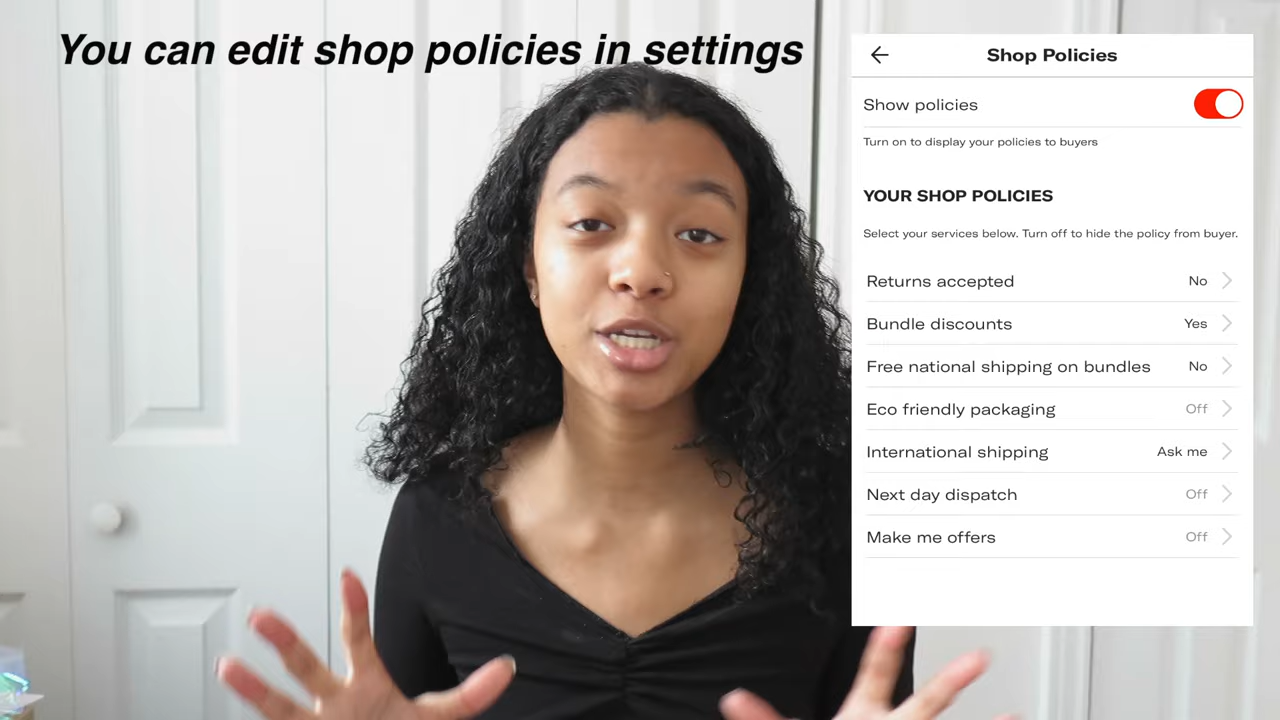 You can edit shop policies in settings
Shop Policies
Show policies
Turn on to display your policies to buyers
YOUR SHOP POLICIES
Select your services below. Turn off to hide the policy from buyer.
Returns accepted No
Bundle discounts Yes
Free national shipping on bundles No
Eco friendly packaging Off
International shipping Ask me
Next day dispatch Off
Make me offers Off